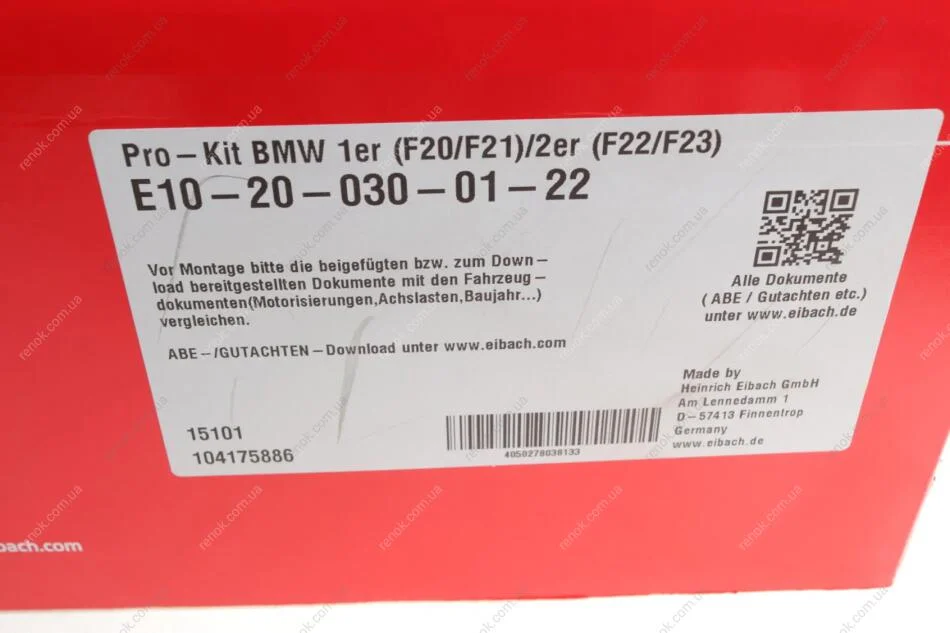 Pro-Kit BMW 1er (F20/F21)/2er (F22/F23)
E10-20-030-01-22
Vor Montage bitte die beigefügten bzw. zum Down-
load bereitgestellten Dokumente mit den Fahrzeug-
dokumenten(Motorisierungen,Achslasten,Baujahr...)
vergleichen.
ABE-/GUTACHTEN-Download unter www.eibach.com
Alle Dokumente
( ABE / Gutachten etc.)
unter www.eibach.de
15101
104175886
4050278038133
Made by
Heinrich Eibach GmbH
Am Lennedamm 1
D-57413 Finnentrop
Germany
www.eibach.de
bach.com
renok.com.ua